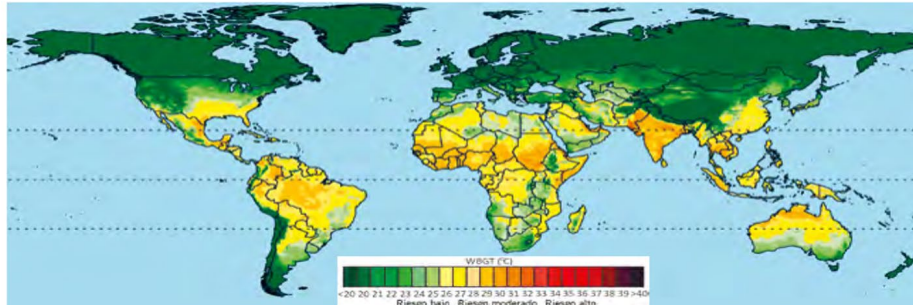 WBGT (°C)
<20 20 21 22 23 24 25 26 27 28 29 30 31 32 33 34 35 36 37 38 39 >40
Riesgo bajo Riesgo moderado Riesgo alto